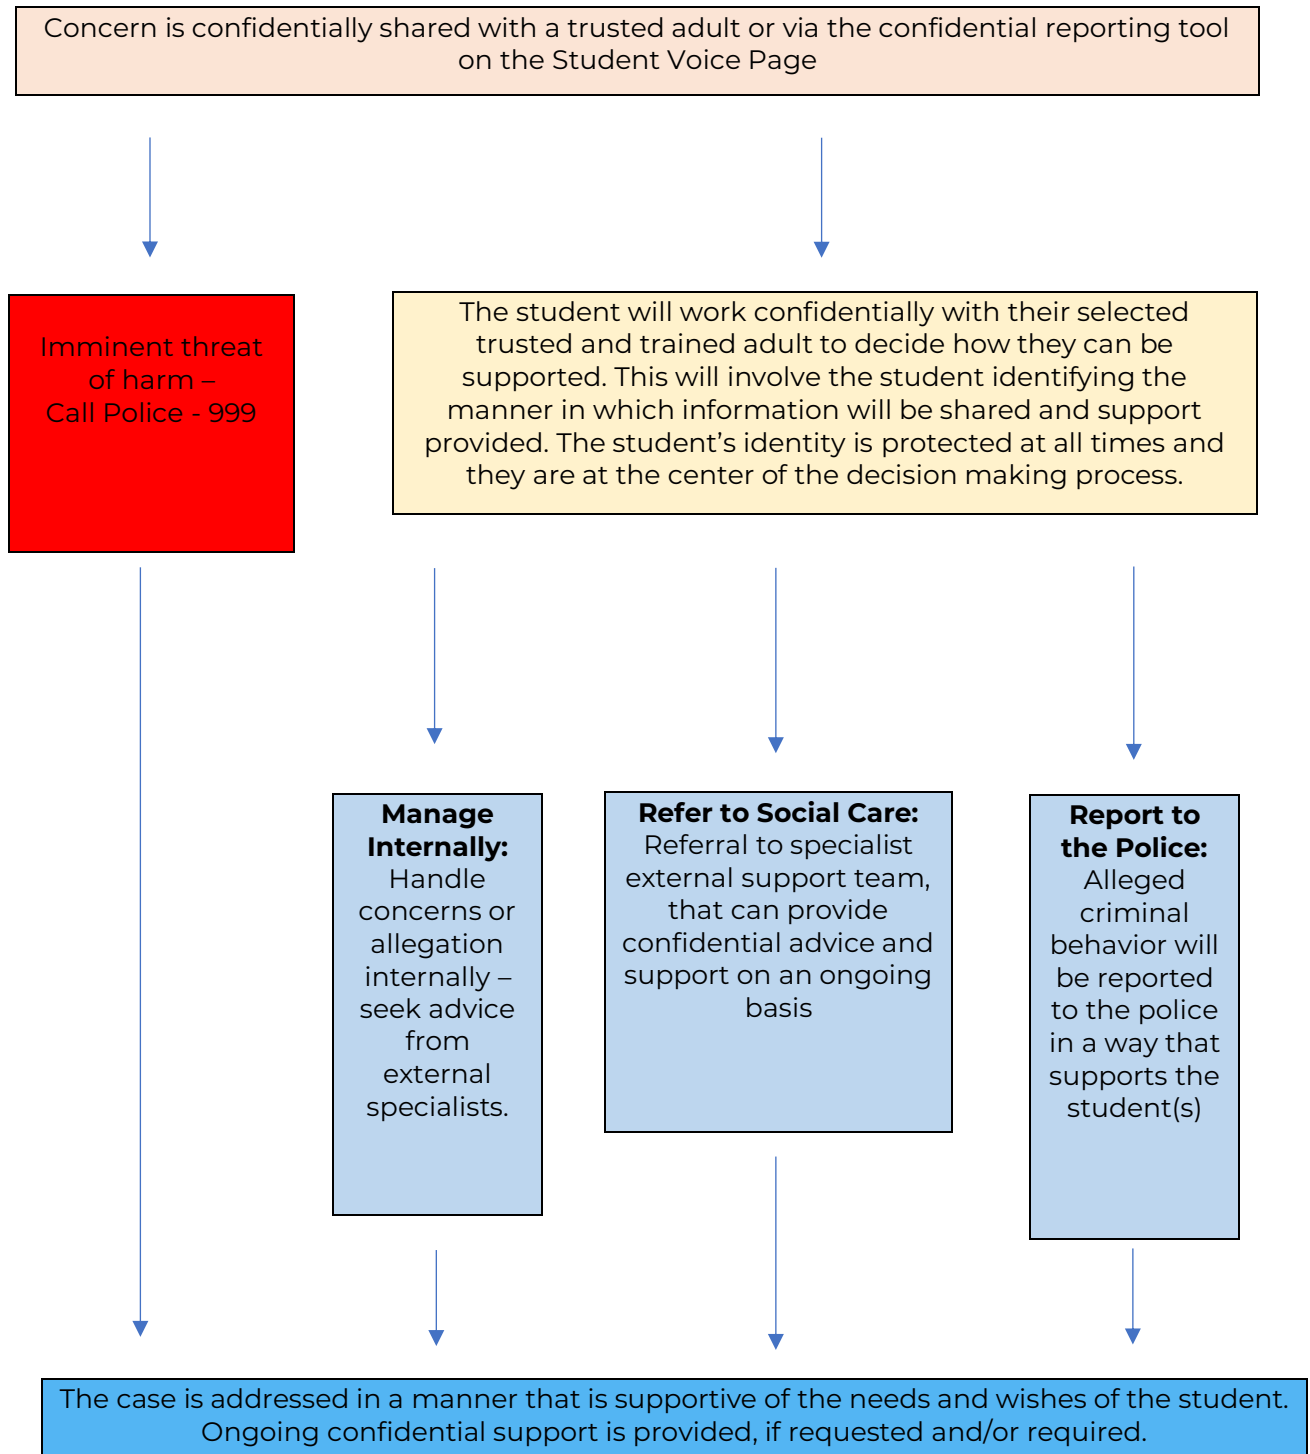 Concern is confidentially shared with a trusted adult or via the confidential reporting tool
on the Student Voice Page
Imminent threat
of harm –
Call Police - 999
The student will work confidentially with their selected
trusted and trained adult to decide how they can be
supported. This will involve the student identifying the
manner in which information will be shared and support
provided. The student’s identity is protected at all times and
they are at the center of the decision making process.
Manage
Internally:
Handle
concerns or
allegation
internally –
seek advice
from
external
specialists.
Refer to Social Care:
Referral to specialist
external support team,
that can provide
confidential advice and
support on an ongoing
basis
Report to
the Police:
Alleged
criminal
behavior will
be reported
to the police
in a way that
supports the
student(s)
The case is addressed in a manner that is supportive of the needs and wishes of the student.
Ongoing confidential support is provided, if requested and/or required.